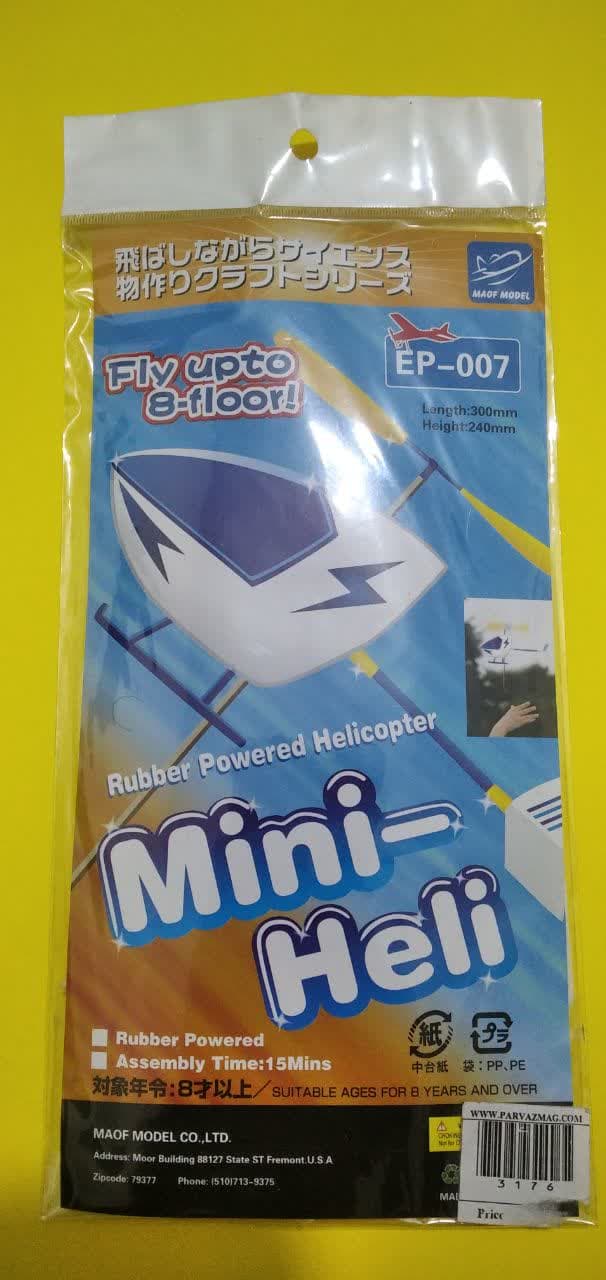 飛ばしながらサイエンス
物作りクラフトシリーズ
MAOF MODEL
Fly upto
8-floor!
EP-007
Length:300mm
Height:240mm
Rubber Powered Helicopter
Mini-
Heli
Rubber Powered
Assembly Time:15Mins
紙
プラ
中台紙 袋：PP、PE
対象年令:8才以上／SUITABLE AGES FOR 8 YEARS AND OVER
MAOF MODEL CO.,LTD.
Address: Moor Building 88127 State ST Fremont.U.S.A
Zipcode: 79377 Phone: (510)713-9375
WWW.PARVAZMAG.COM
3176
Price